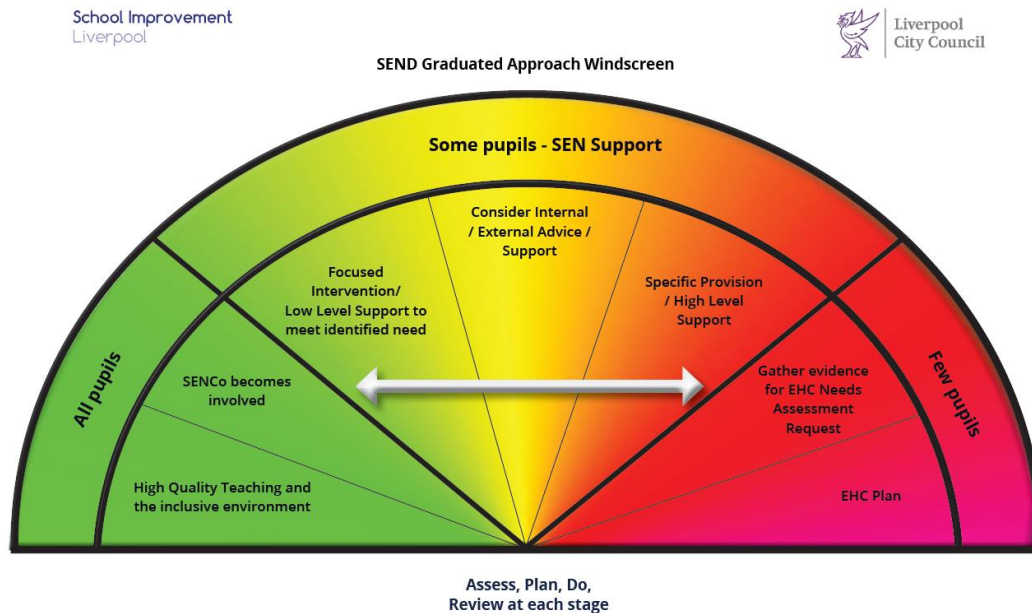 School Improvement
Liverpool
Liverpool
City Council
SEND Graduated Approach Windscreen
Some pupils - SEN Support
Consider Internal
/ External Advice /
Support
Focused
Intervention/
Low Level Support to
meet identified need
Specific Provision
/ High Level
Support
All pupils
SENCo becomes
involved
Gather evidence
for EHC Needs
Assessment
Request
Few pupils
High Quality Teaching and
the inclusive environment
EHC Plan
Assess, Plan, Do,
Review at each stage